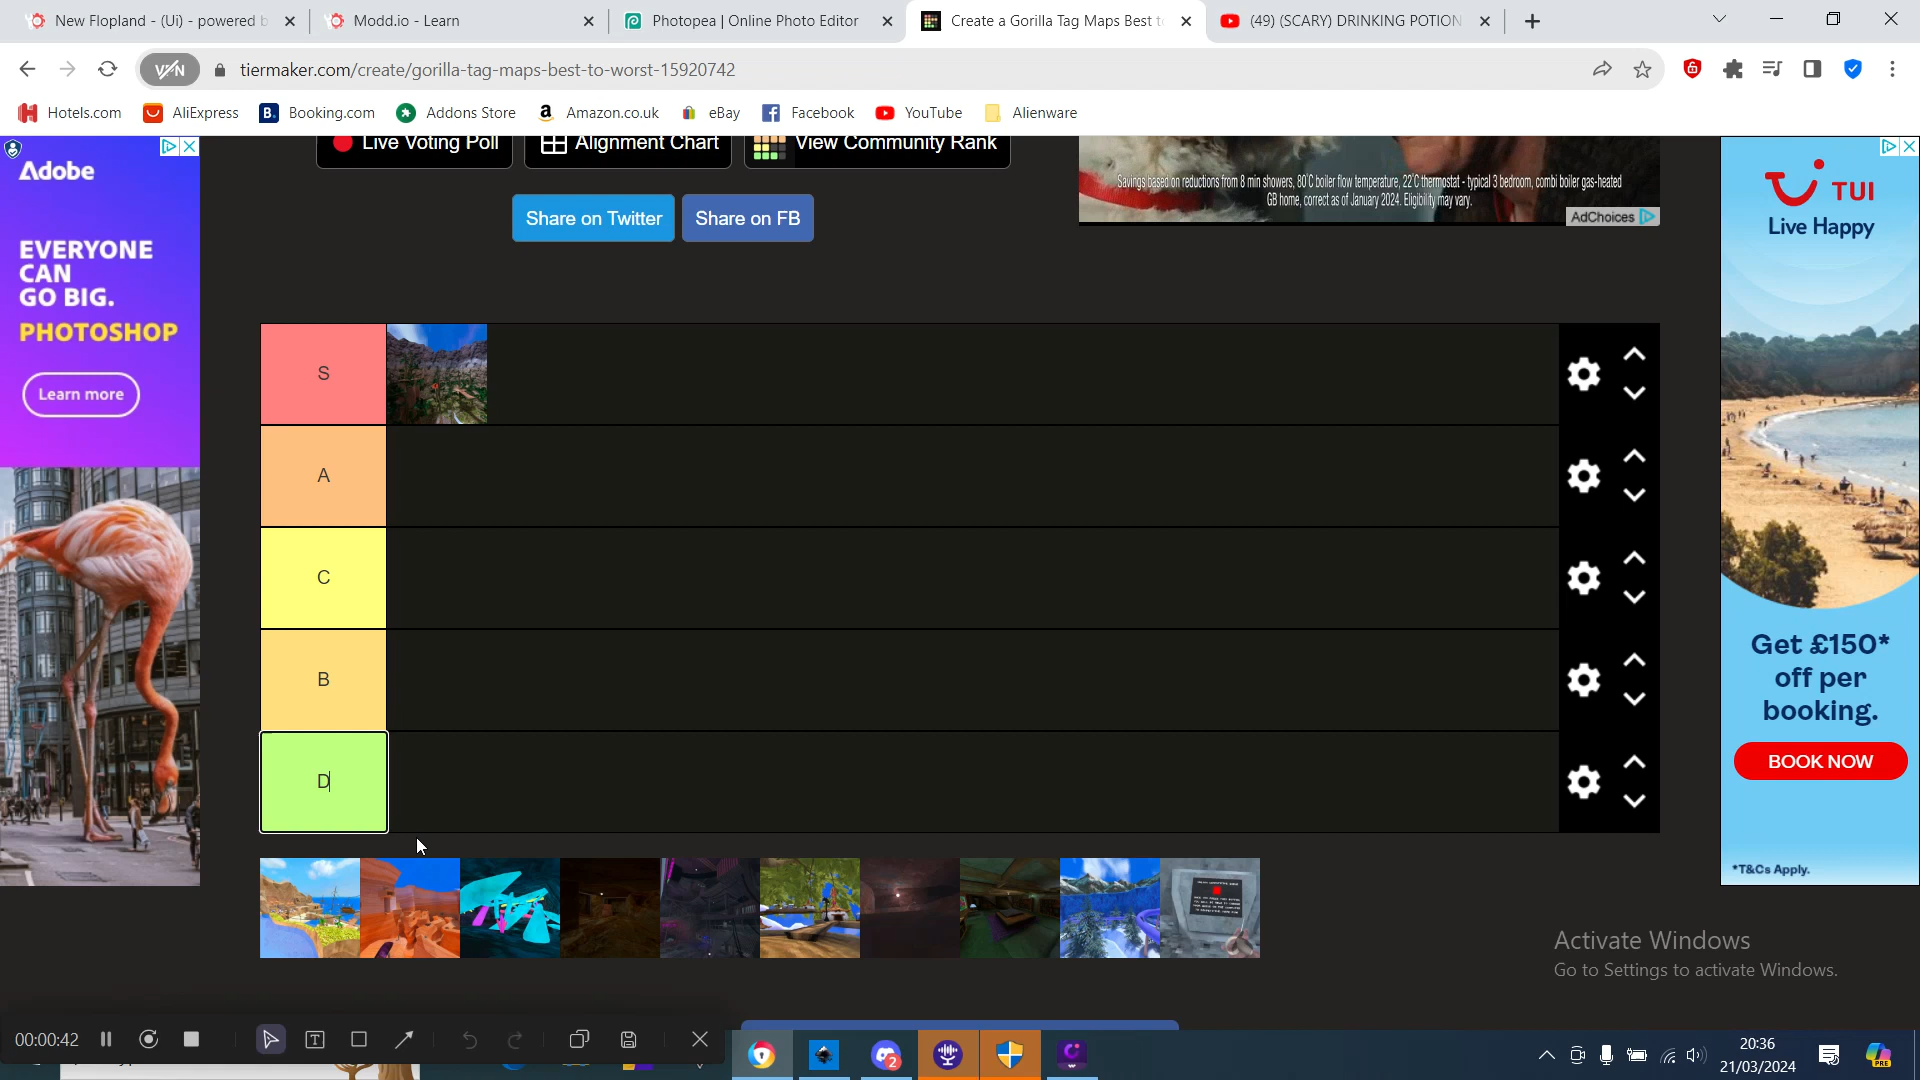 New Flopland - (Ui) - powered b
Modd.io - Learn
Photopea | Online Photo Editor
Create a Gorilla Tag Maps Best to
(49) (SCARY) DRINKING POTION
VPN
tiermaker.com/create/gorilla-tag-maps-best-to-worst-15920742
Hotels.com
AliExpress
Booking.com
Addons Store
Amazon.co.uk
eBay
Facebook
YouTube
Alienware
Adobe
EVERYONE
CAN
GO BIG.
PHOTOSHOP
Learn more
Live Voting Poll
Alignment Chart
View Community Rank
Share on Twitter
Share on FB
Savings based on reductions from 8 min showers, 80°C boiler flow temperature, 22°C thermostat - typical 3 bedroom, combi boiler gas-heated
GB home, correct as of January 2024. Eligibility may vary.
AdChoices
S
A
C
B
D
TUI
Live Happy
Get £150*
off per
booking.
BOOK NOW
*T&Cs Apply.
Activate Windows
Go to Settings to activate Windows.
00:00:42
2
20:36
21/03/2024
PRE